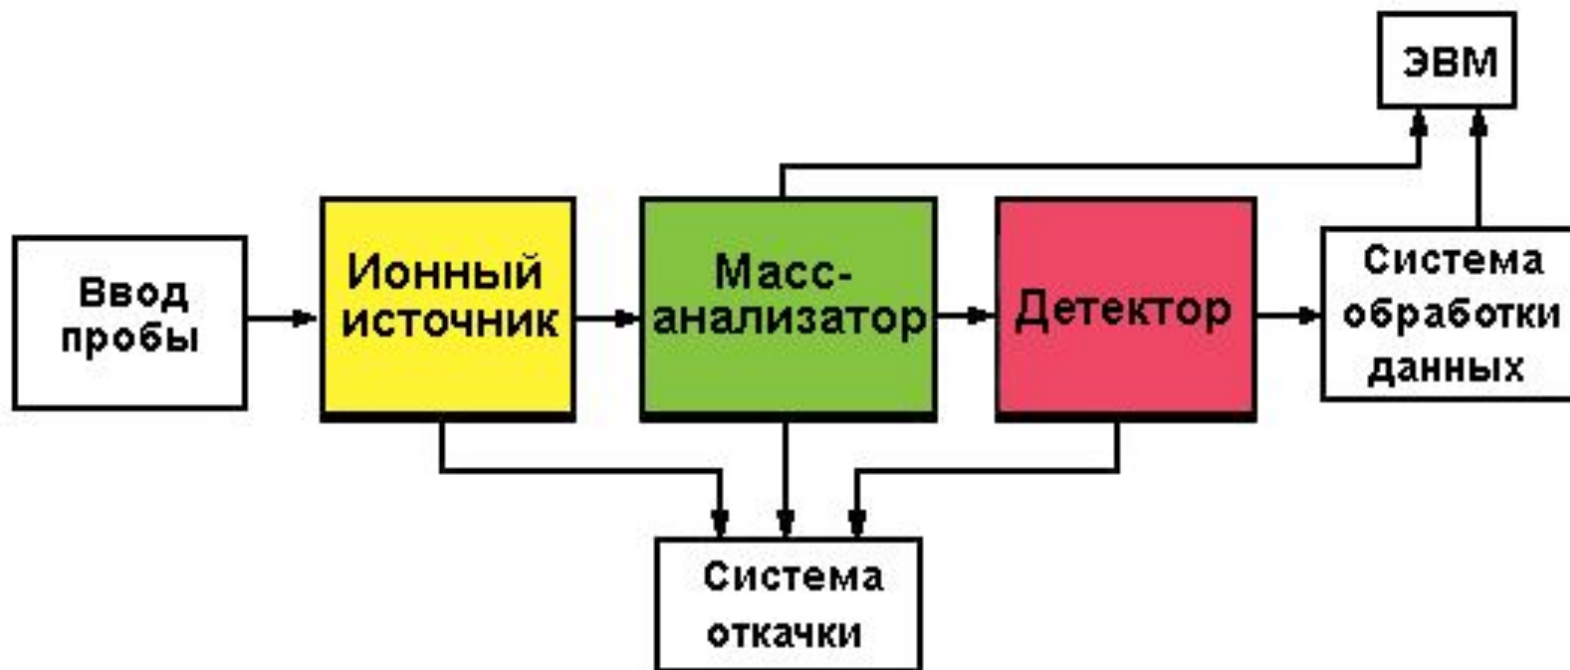 ЭВМ
Ввод
пробы
Ионный
источник
Масс-
анализатор
Детектор
Система
обработки
данных
Система
откачки